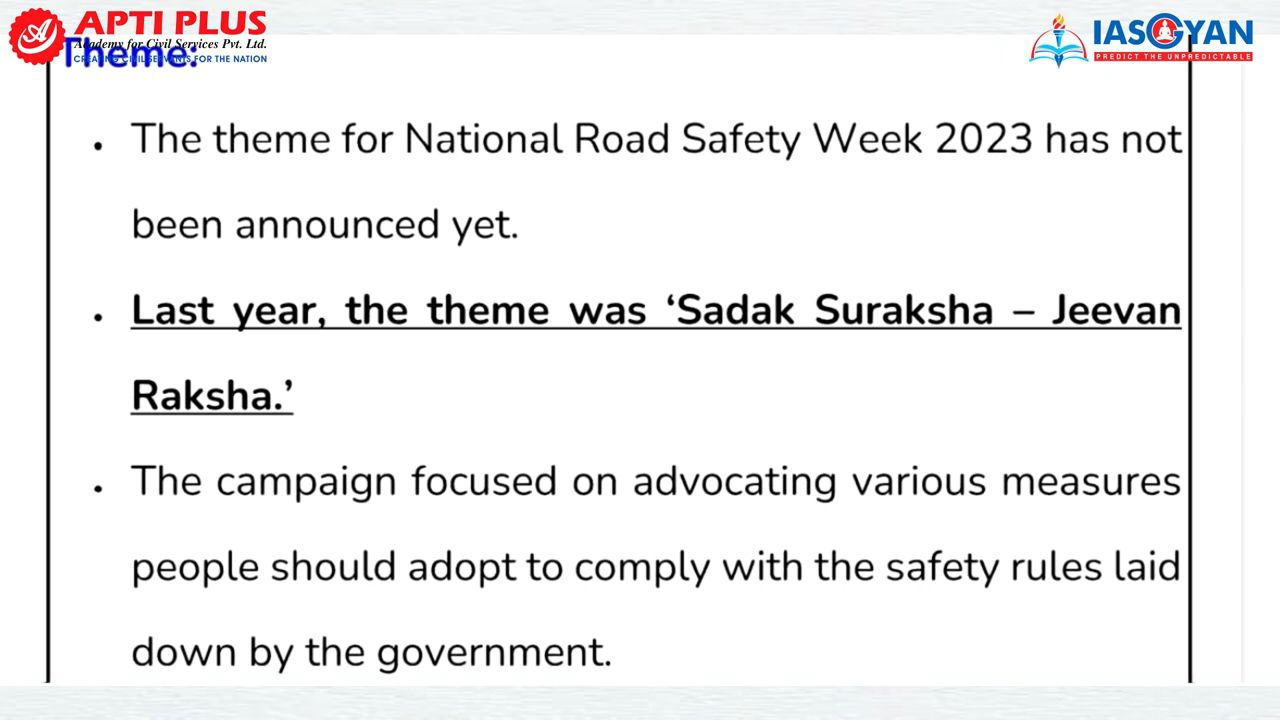 APTI PLUS
Academy for Civil Services Pvt. Ltd.
CREATING CIVIL SERVANTS FOR THE NATION
IASGYAN
PREDICT THE UNPREDICTABLE
Theme:
• The theme for National Road Safety Week 2023 has not
been announced yet.
• Last year, the theme was ‘Sadak Suraksha – Jeevan
Raksha.’
• The campaign focused on advocating various measures
people should adopt to comply with the safety rules laid
down by the government.